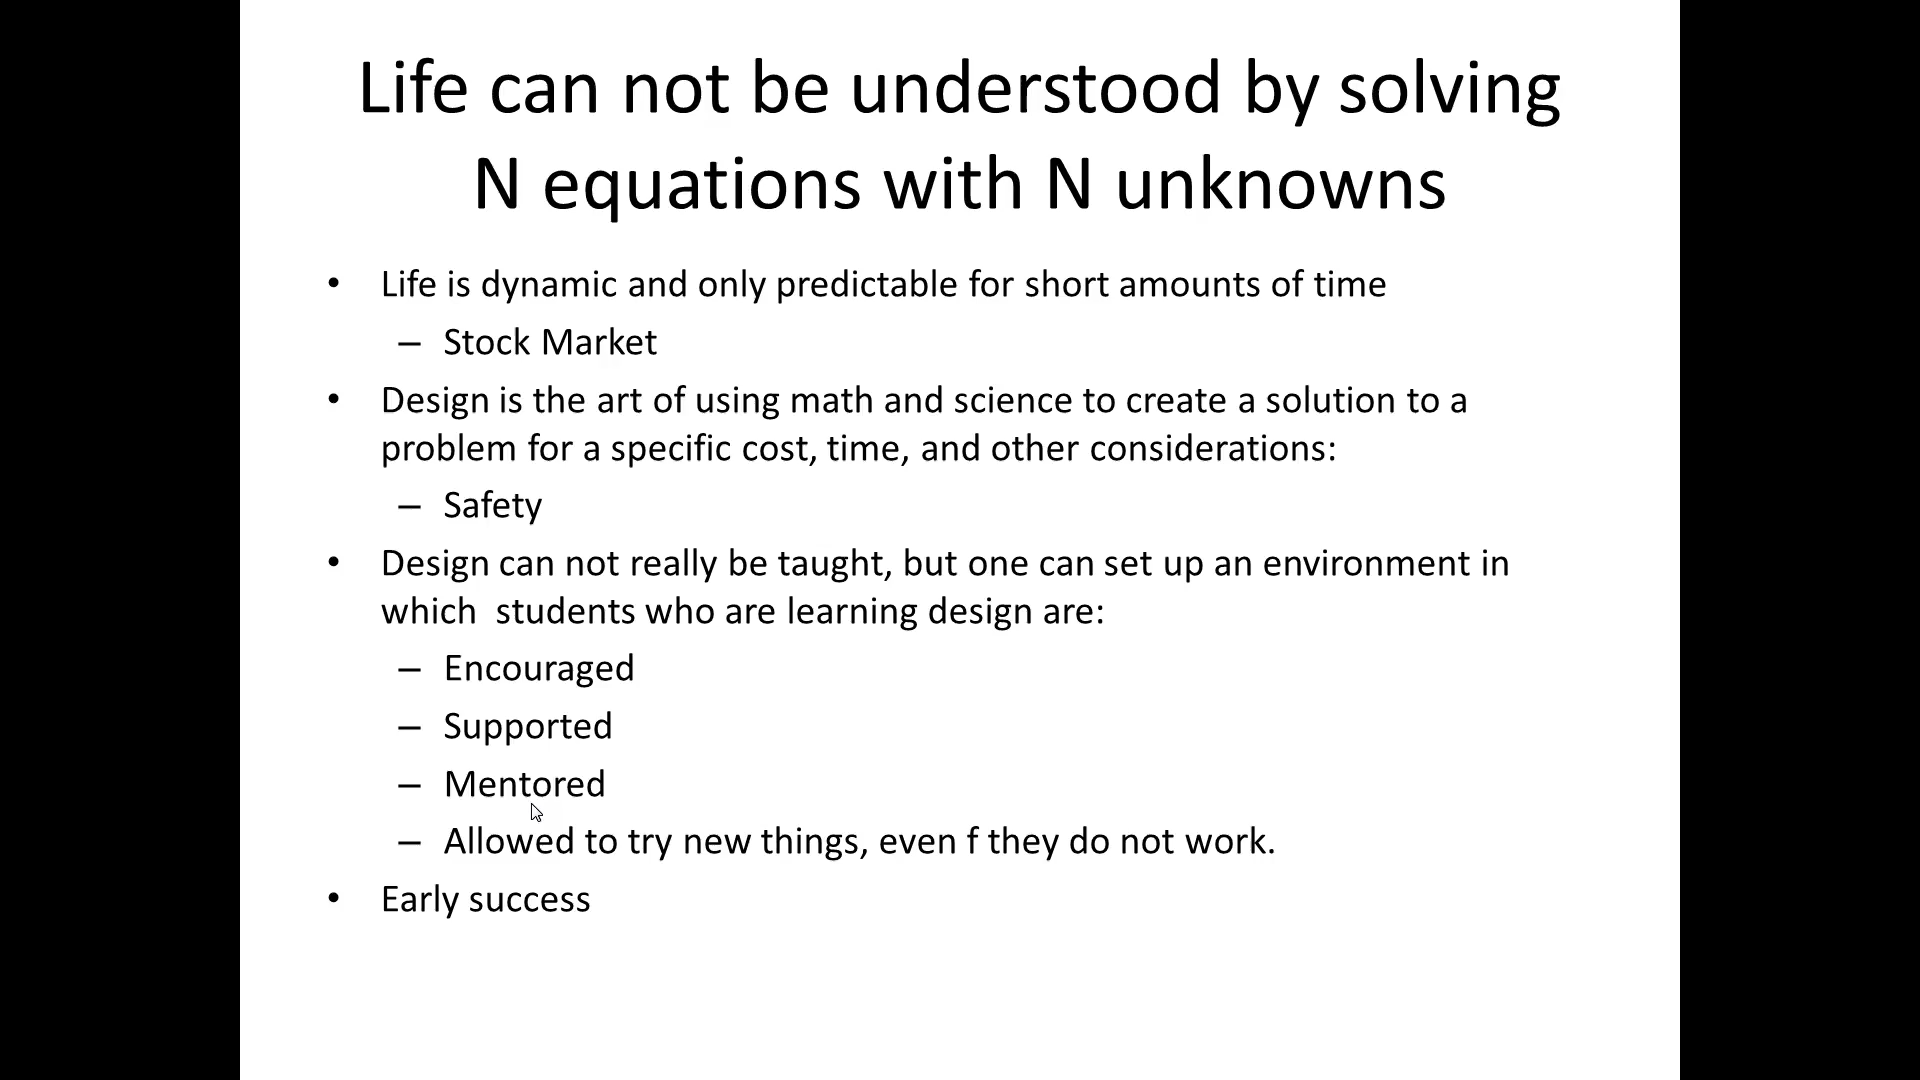 Life can not be understood by solving
N equations with N unknowns
• Life is dynamic and only predictable for short amounts of time
– Stock Market
• Design is the art of using math and science to create a solution to a
problem for a specific cost, time, and other considerations:
– Safety
• Design can not really be taught, but one can set up an environment in
which  students who are learning design are:
– Encouraged
– Supported
– Mentored
– Allowed to try new things, even f they do not work.
• Early success